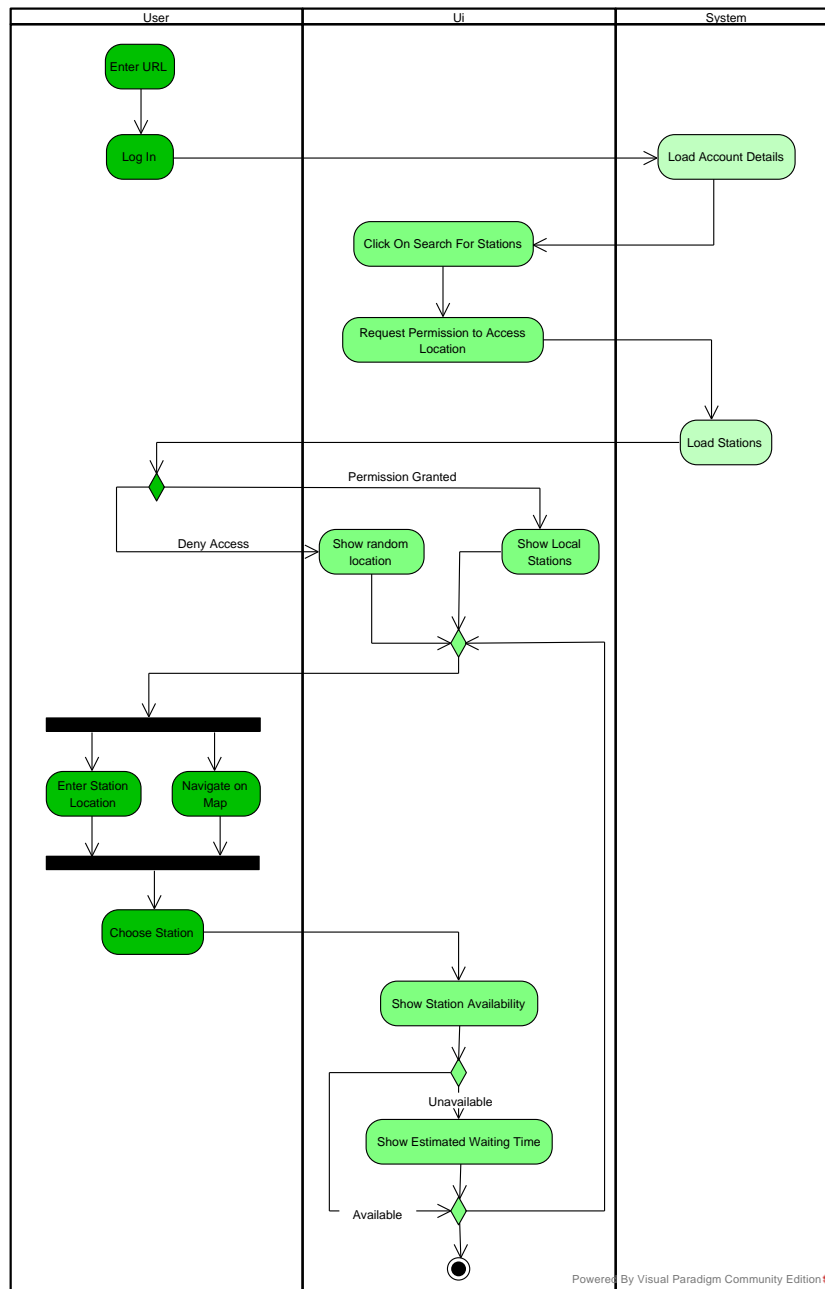 User
Ui
System
Enter URL
Log In
Load Account Details
Click On Search For Stations
Request Permission to Access
Location
Load Stations
Permission Granted
Deny Access
Show random
location
Show Local
Stations
Enter Station
Location
Navigate on
Map
Choose Station
Show Station Availability
Unavailable
Show Estimated Waiting Time
Available
Powered By Visual Paradigm Community Edition